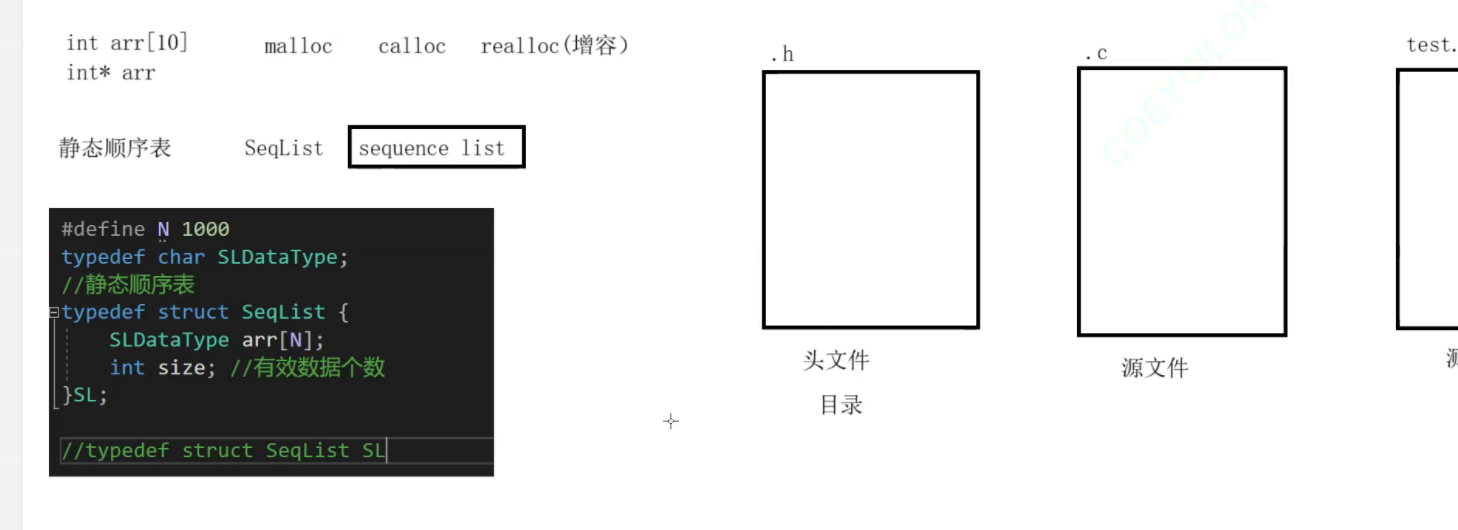 int arr[10]
int* arr
malloc calloc realloc(增容)
静态顺序表 SeqList sequence list
#define N 1000
typedef char SLDataType;
//静态顺序表
typedef struct SeqList {
SLDataType arr[N];
int size; //有效数据个数
}SL;
//typedef struct SeqList SL
.h
头文件
目录
.c
源文件
test.
COEYCILOR